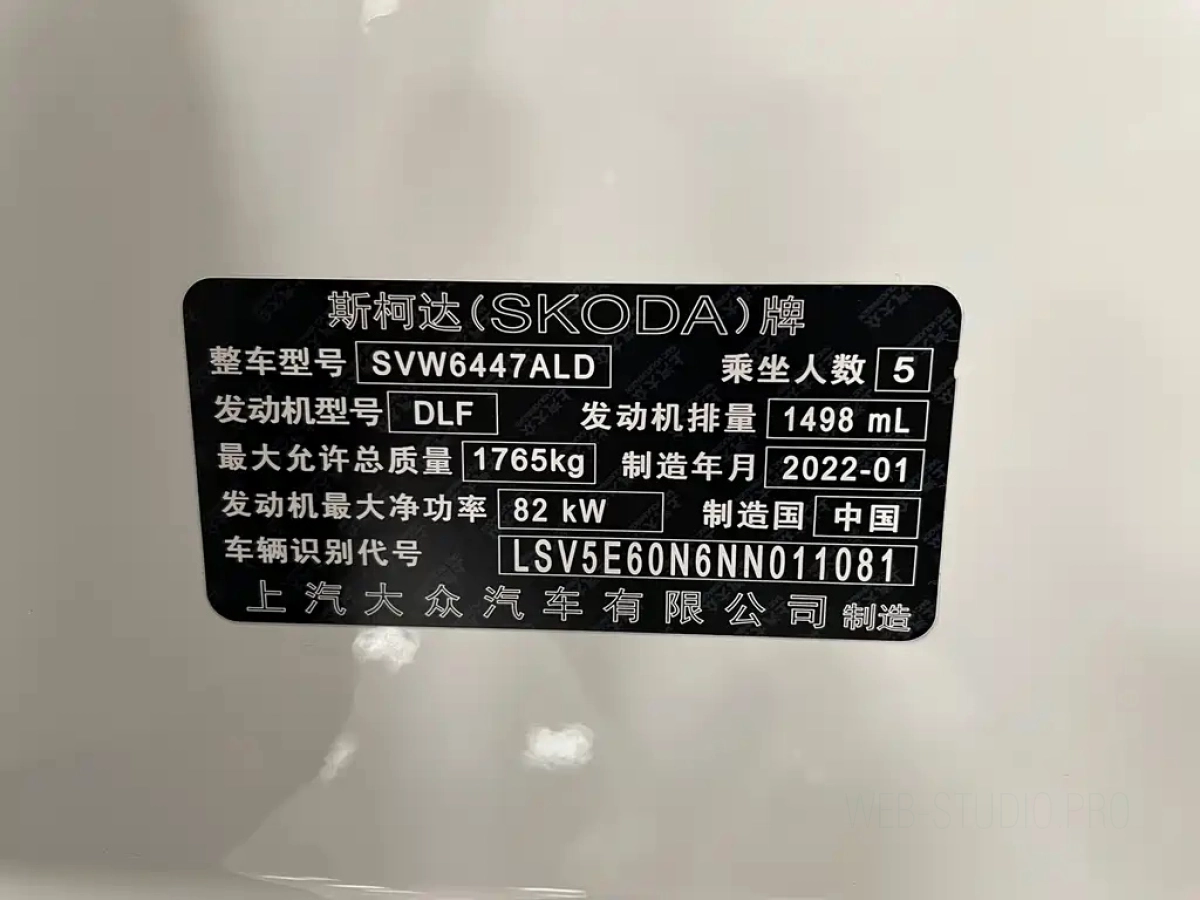 斯柯达(SKODA)牌
整车型号 SVW6447ALD 乘坐人数 5
发动机型号 DLF 发动机排量 1498 mL
最大允许总质量 1765kg 制造年月 2022-01
发动机最大净功率 82 kW 制造国 中国
车辆识别代号 LSV5E60N6NN011081
上汽大众汽车有限公司 制造
WEB-STUDIO PRO